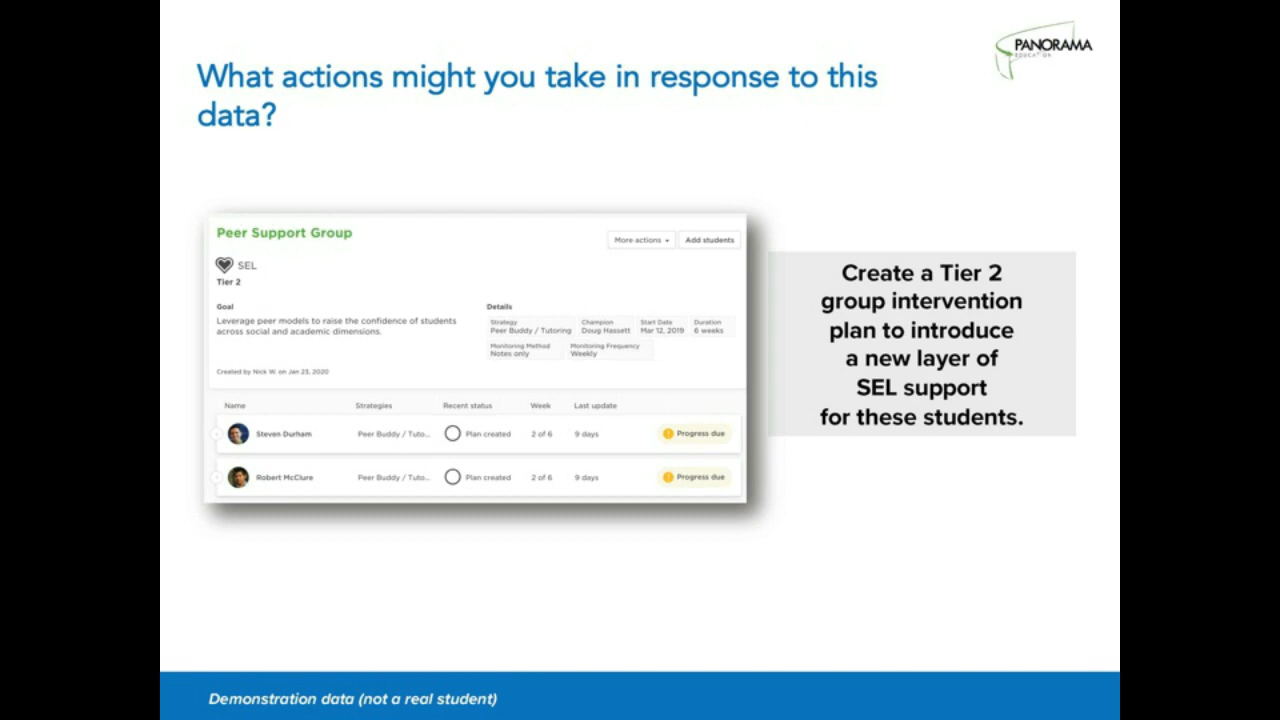 PANORAMA
EDUCATION
What actions might you take in response to this
data?
Peer Support Group
More actions
Add students
SEL
Tier 2
Goal
Leverage peer models to raise the confidence of students
across social and academic dimensions.
Details
Strategy
Peer Buddy / Tutoring
Champion
Doug Hassett
Start Date
Mar 12, 2019
Duration
6 weeks
Monitoring Method
Notes only
Monitoring Frequency
Weekly
Created by Nick W. on Jan 23, 2020
Name Strategies Recent status Week Last update
Steven Durham Peer Buddy / Tuto... Plan created 2 of 6 9 days Progress due
Robert McClure Peer Buddy / Tuto... Plan created 2 of 6 9 days Progress due
Create a Tier 2
group intervention
plan to introduce
a new layer of
SEL support
for these students.
Demonstration data (not a real student)